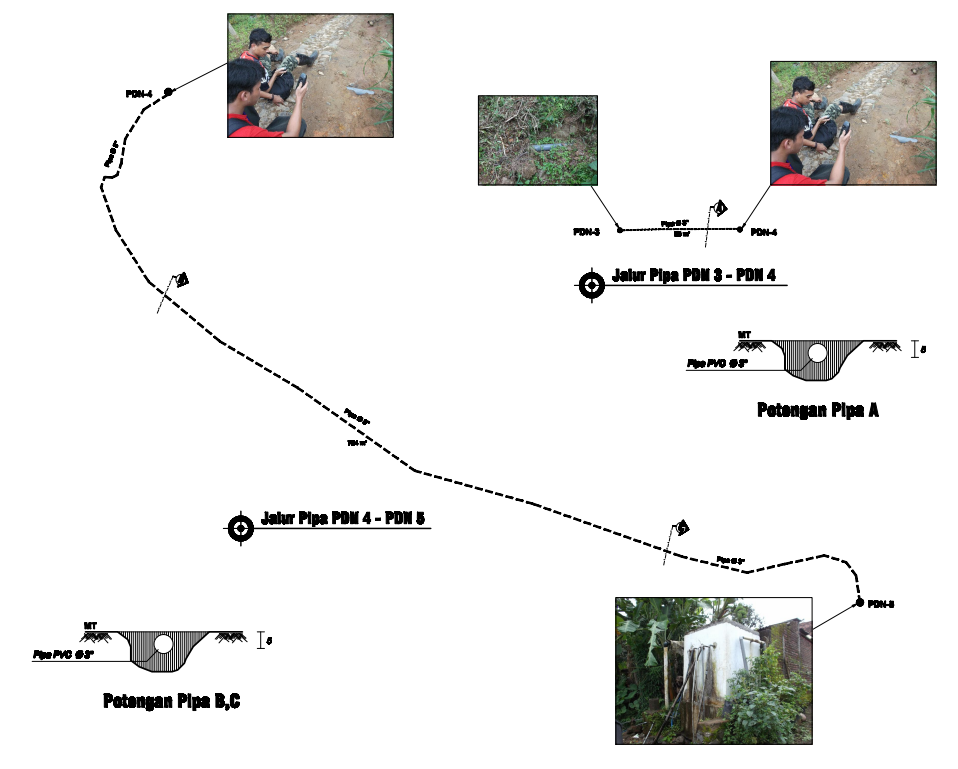 PDN-4
Pipa Ø 3"
PDN-3
Pipa Ø 3"
PDN-4
A
Jalur Pipa PDN 3 - PDN 4
MT
Pipa PVC Ø 3"
5
Potongan Pipa A
Pipa Ø 3"
Jalur Pipa PDN 4 - PDN 5
Pipa Ø 3"
PDN-5
MT
Pipa PVC Ø 3"
5
Potongan Pipa B,C